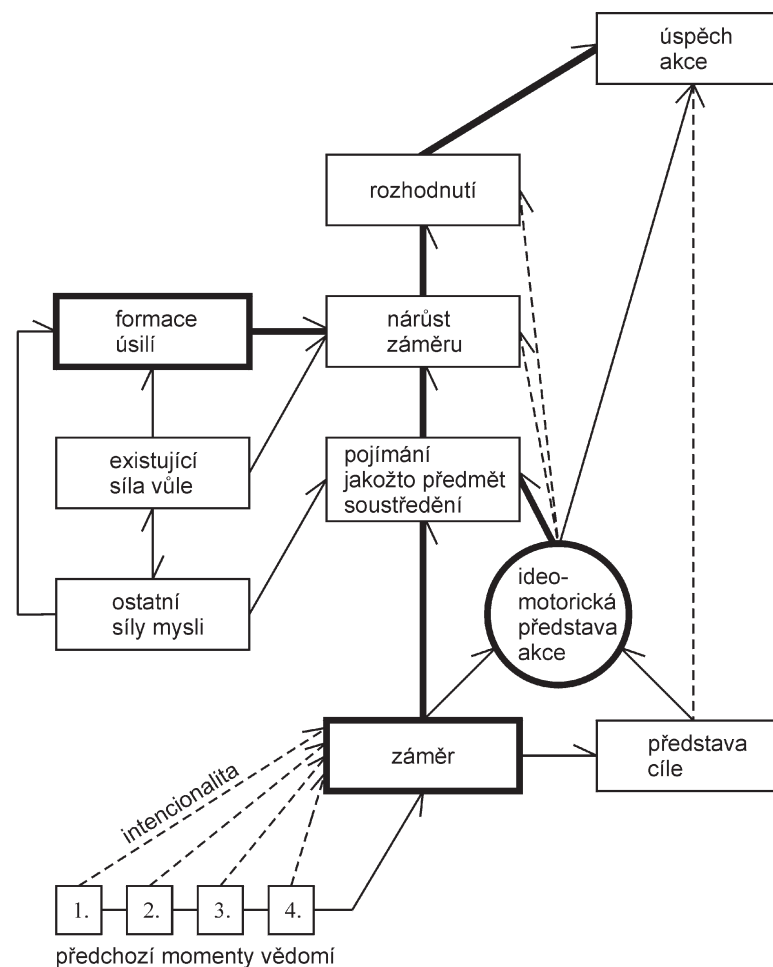 úspěch
akce
rozhodnutí
formace
úsilí
nárůst
záměru
existující
síla vůle
pojímání
jakožto předmět
soustředění
ostatní
síly mysli
ideo-
motorická
představa
akce
záměr
představa
cíle
intencionalita
1. 2. 3. 4.
předchozí momenty vědomí